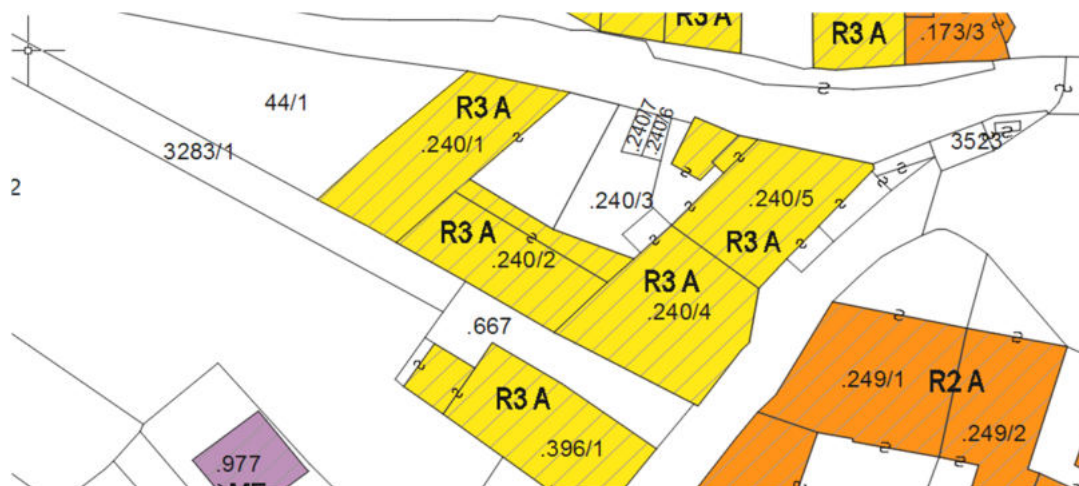 R3 A
R3 A
.173/3
44/1
R3 A
.240/7
.240/6
3283/1
.240/1
3523
2
.240/3
.240/5
R3 A
R3 A
.240/2
R3 A
.240/4
.667
.249/1
R2 A
R3 A
.249/2
.396/1
.977